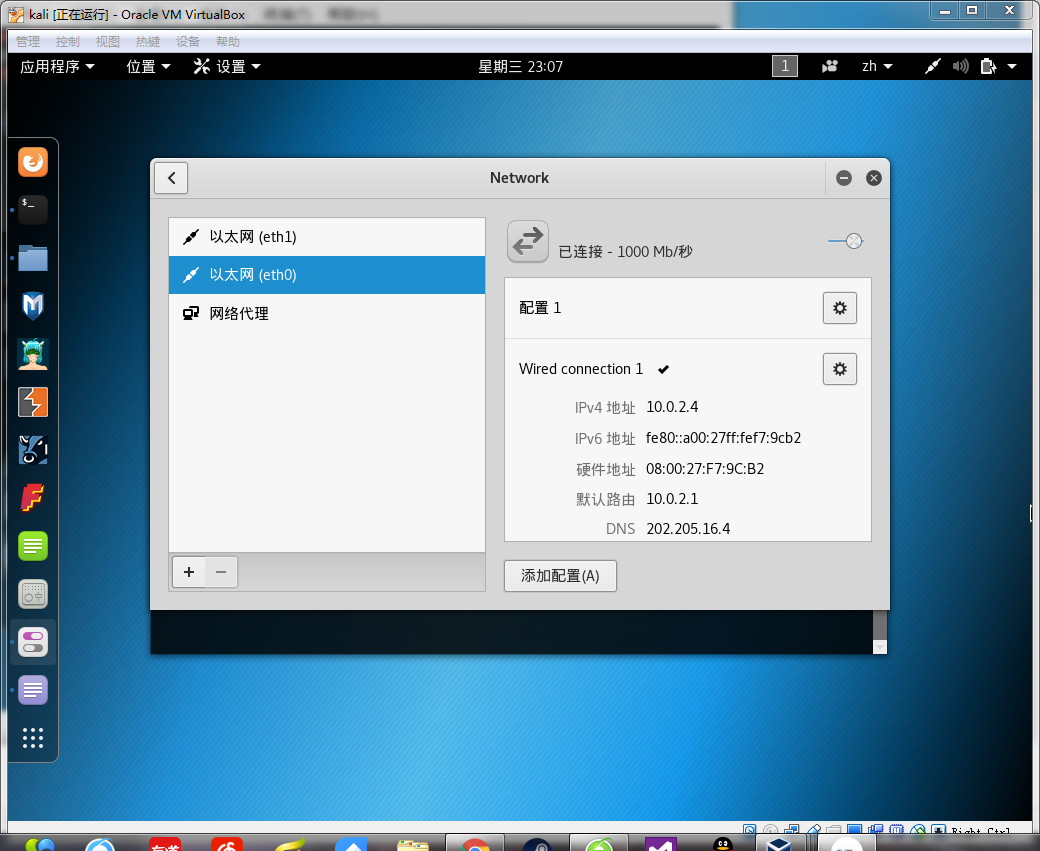 kali [正在运行] - Oracle VM VirtualBox
管理 控制 视图 热键 设备 帮助
应用程序 位置 设置 星期三 23:07 1 zh
Network
以太网 (eth1)
以太网 (eth0)
网络代理
已连接 - 1000 Mb/秒
配置 1
Wired connection 1
IPv4 地址 10.0.2.4
IPv6 地址 fe80::a00:27ff:fef7:9cb2
硬件地址 08:00:27:F7:9C:B2
默认路由 10.0.2.1
DNS 202.205.16.4
添加配置(A)
Right Ctrl